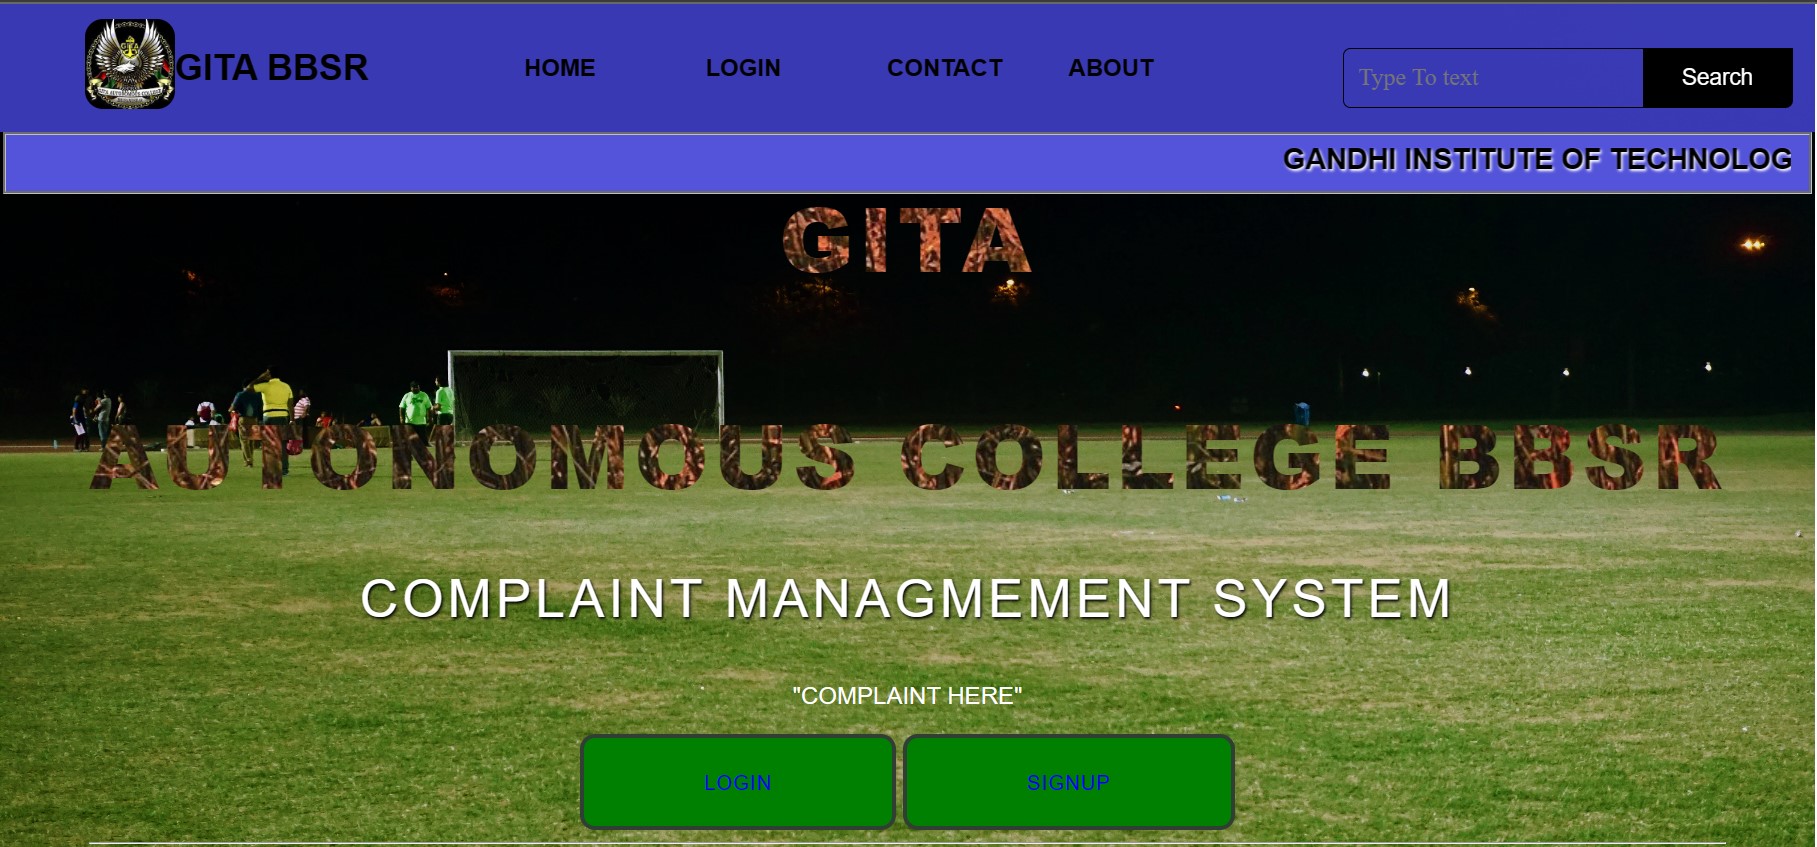 GITA BBSR
HOME LOGIN CONTACT ABOUT
Type To text Search
GANDHI INSTITUTE OF TECHNOLOG
GITA
AUTONOMOUS COLLEGE BBSR
COMPLAINT MANAGMEMENT SYSTEM
"COMPLAINT HERE"
LOGIN SIGNUP